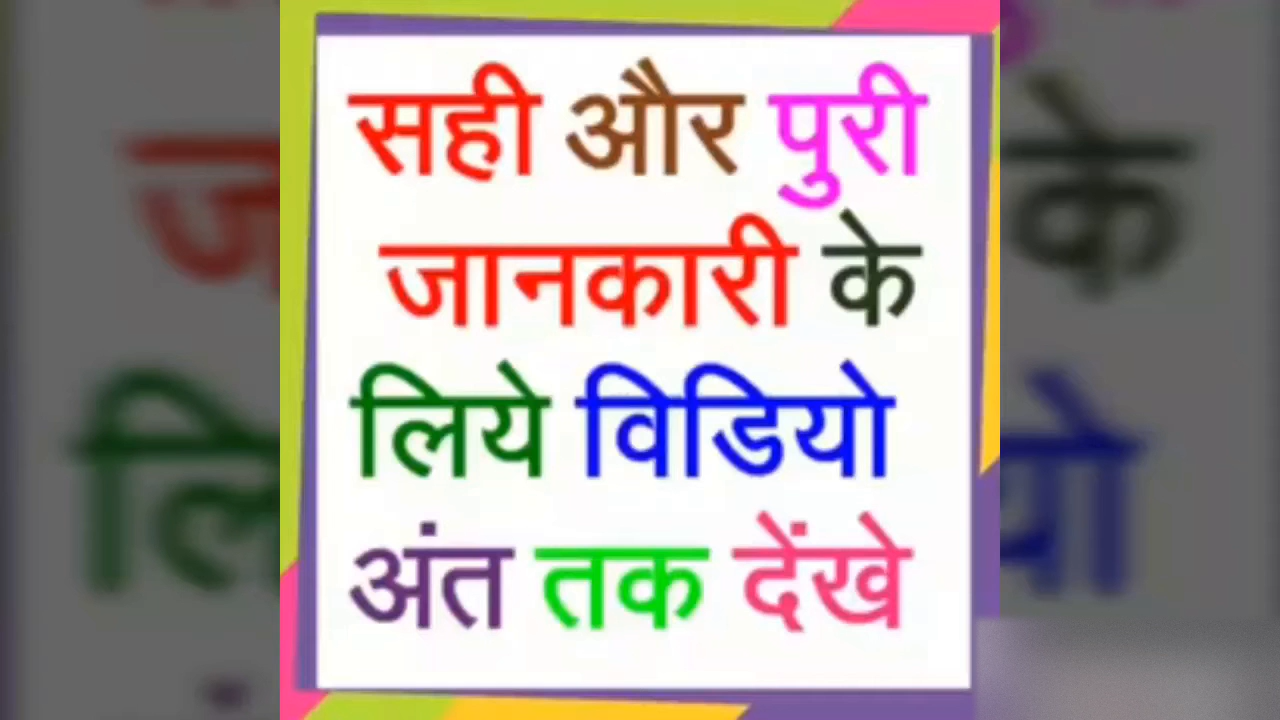 सही और पुरी
जानकारी के
लिये विडियो
अंत तक देंखे